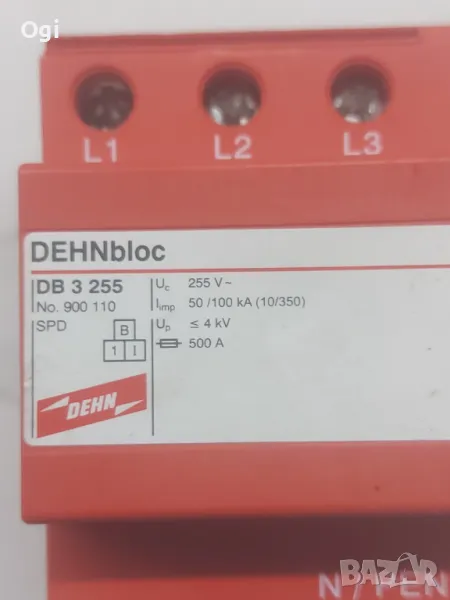 Ogi
L1 L2 L3
DEHNbloc
DB 3 255
No. 900 110
SPD
B
1 I
DEHN
Uc 255 V~
Iimp 50 /100 kA (10/350)
Up ≤ 4 kV
500 A
N / PEN
BAZAR